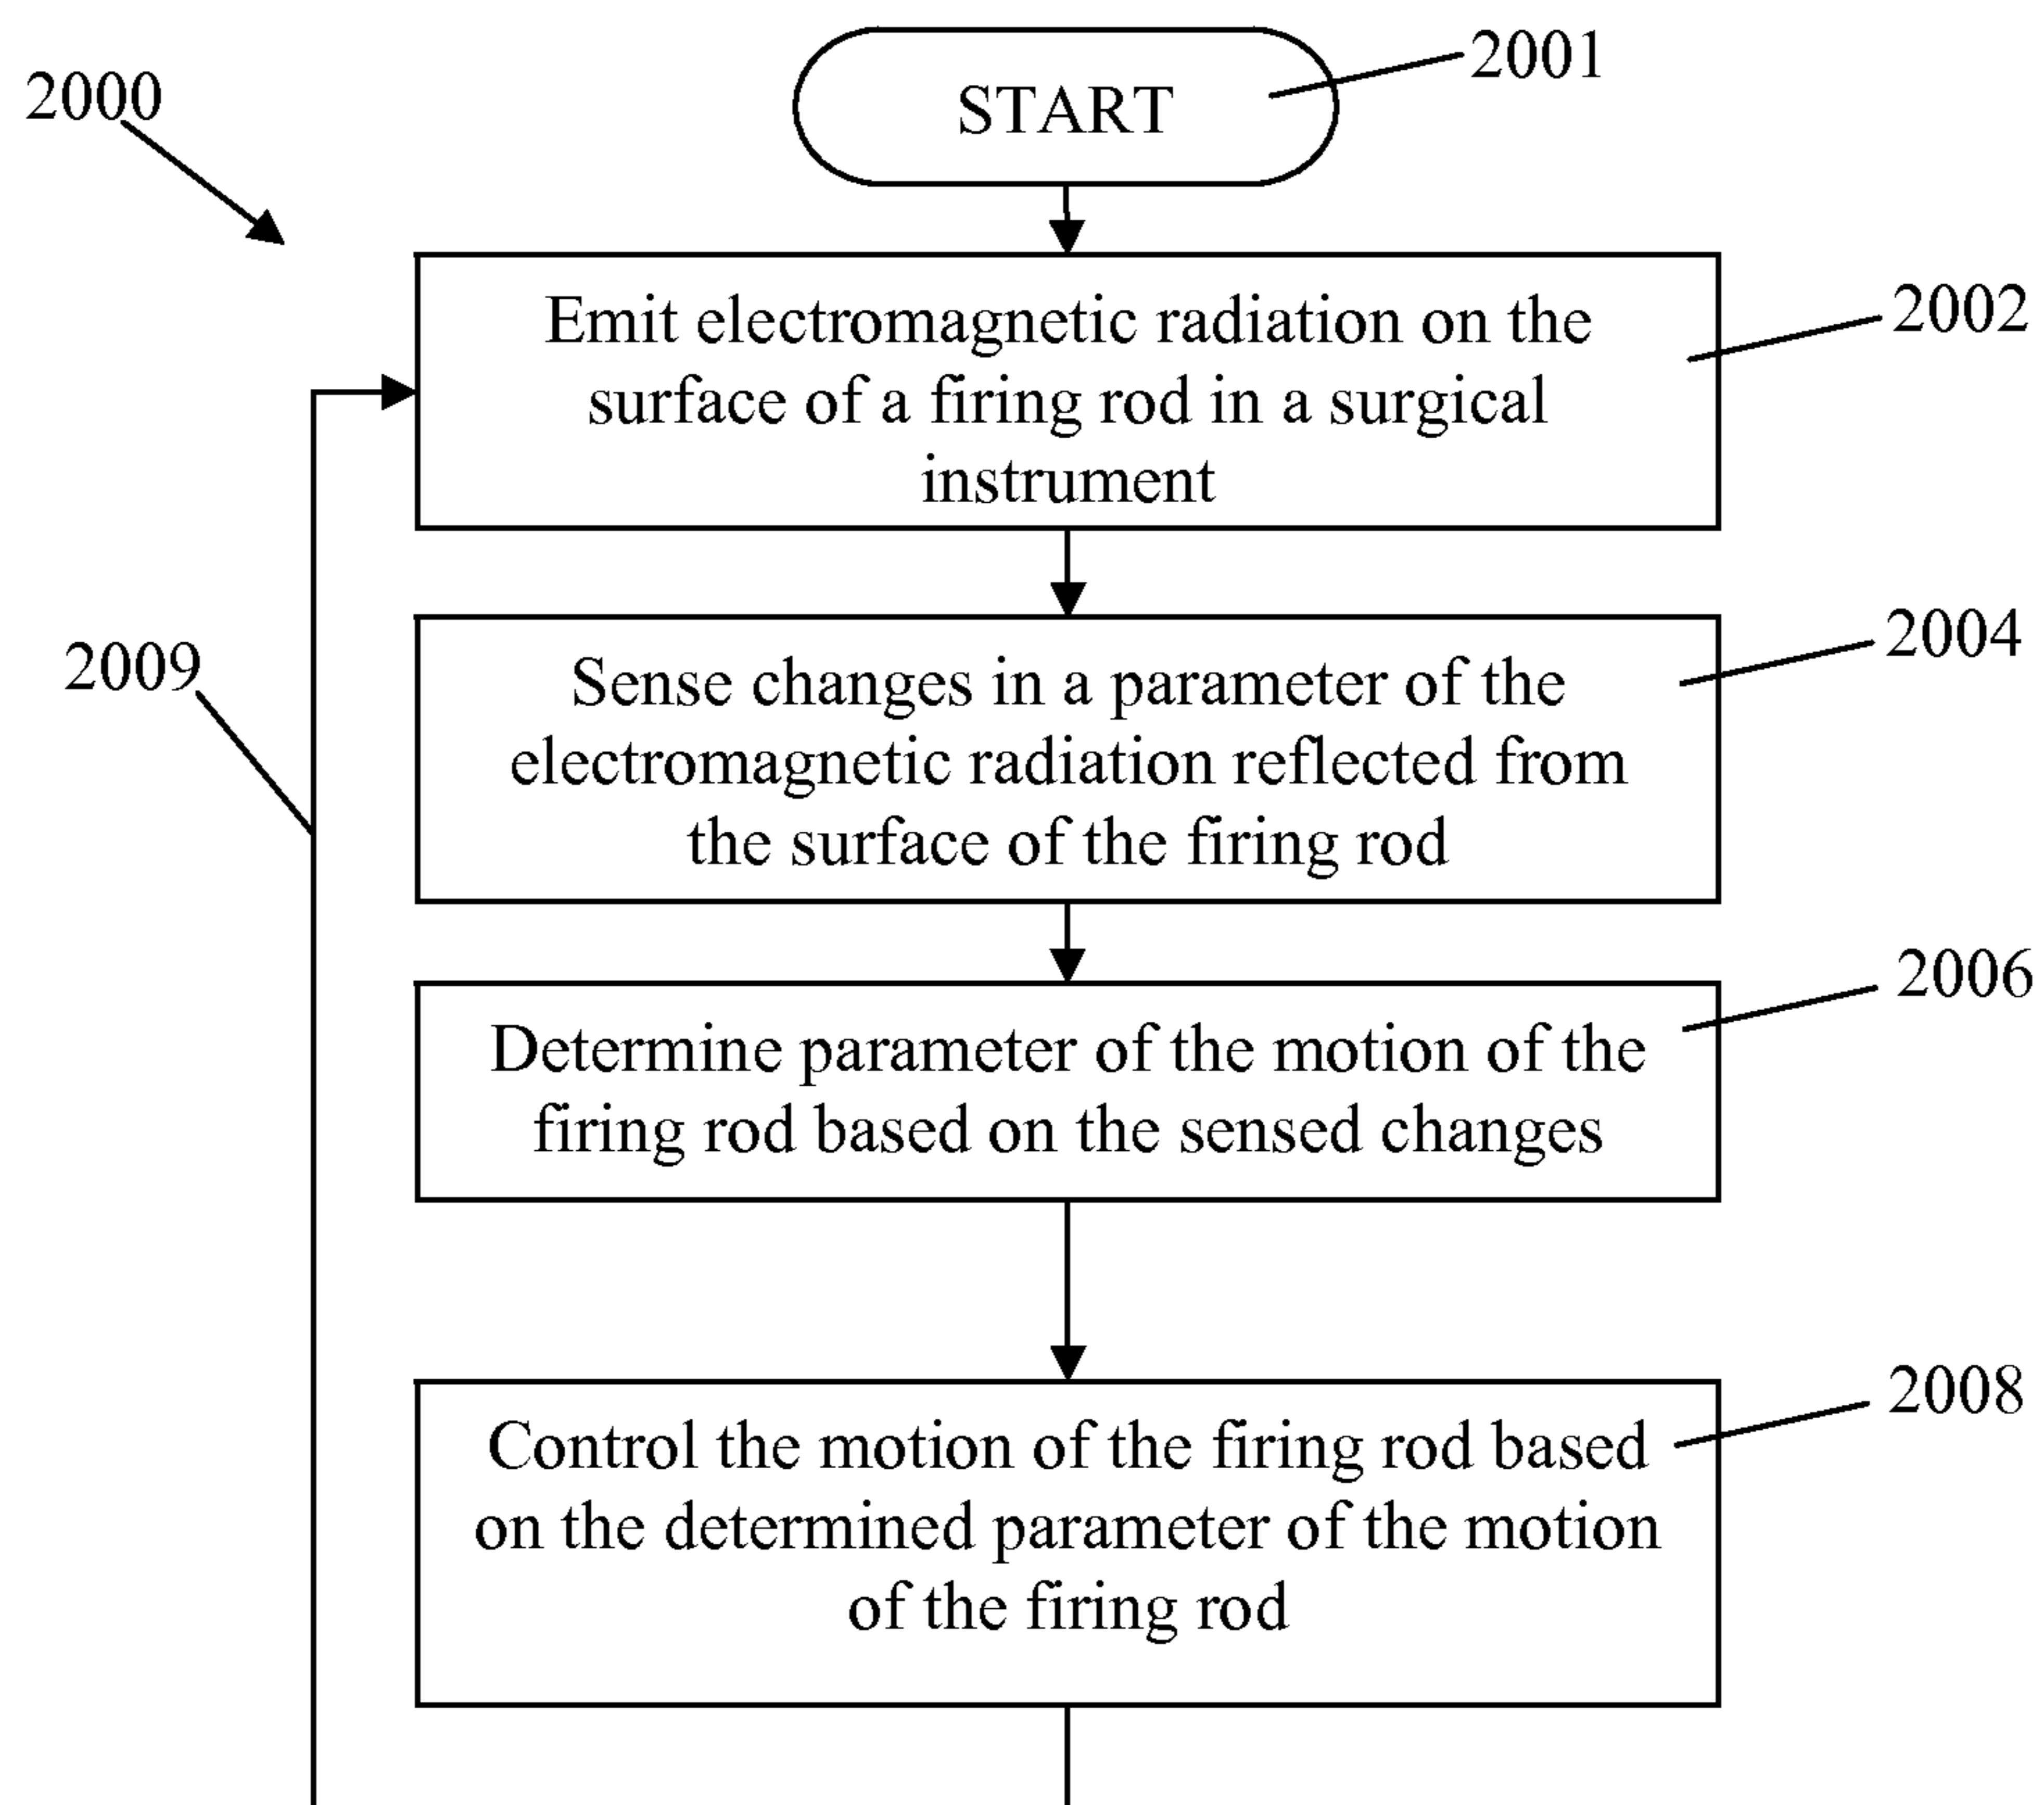 2001
START
2000
2002
Emit electromagnetic radiation on the
surface of a firing rod in a surgical
instrument
2004
Sense changes in a parameter of the
electromagnetic radiation reflected from
the surface of the firing rod
2009
2006
Determine parameter of the motion of the
firing rod based on the sensed changes
2008
Control the motion of the firing rod based
on the determined parameter of the motion
of the firing rod